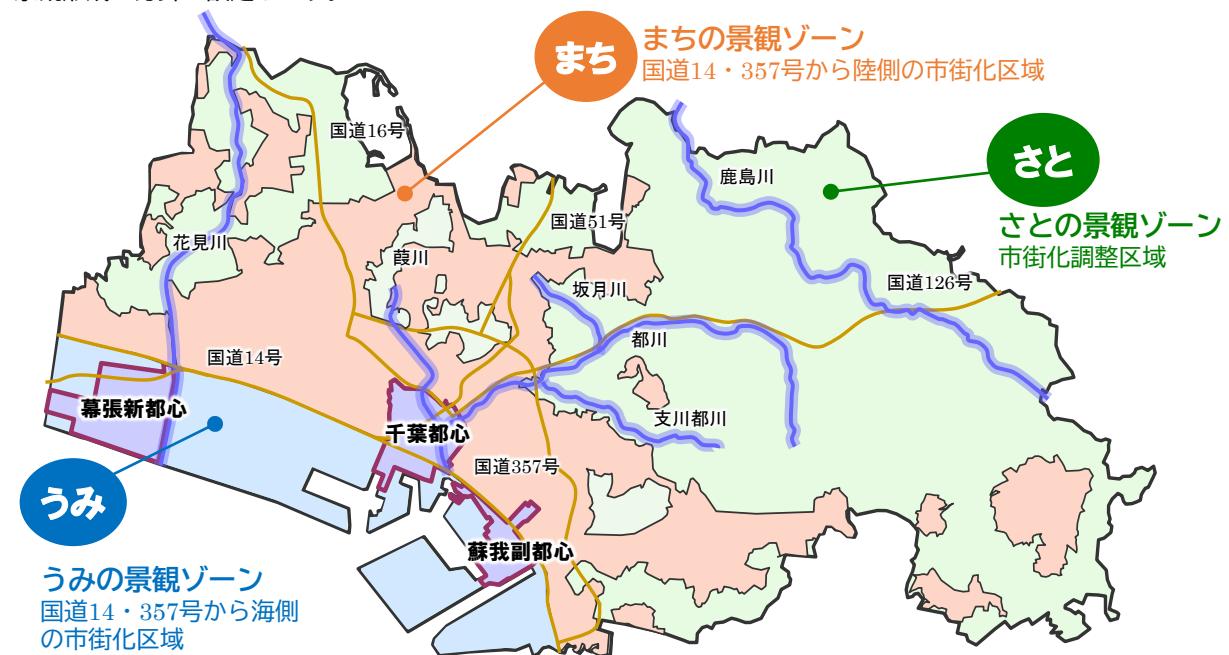 まち
まちの景観ゾーン
国道14・357号から陸側の市街化区域
国道16号
さと
さとの景観ゾーン
市街化調整区域
鹿島川
国道51号
花見川
葭川
坂月川
国道126号
都川
国道14号
幕張新都心
千葉都心
支川都川
国道357号
うみ
蘇我副都心
うみの景観ゾーン
国道14・357号から海側
の市街化区域